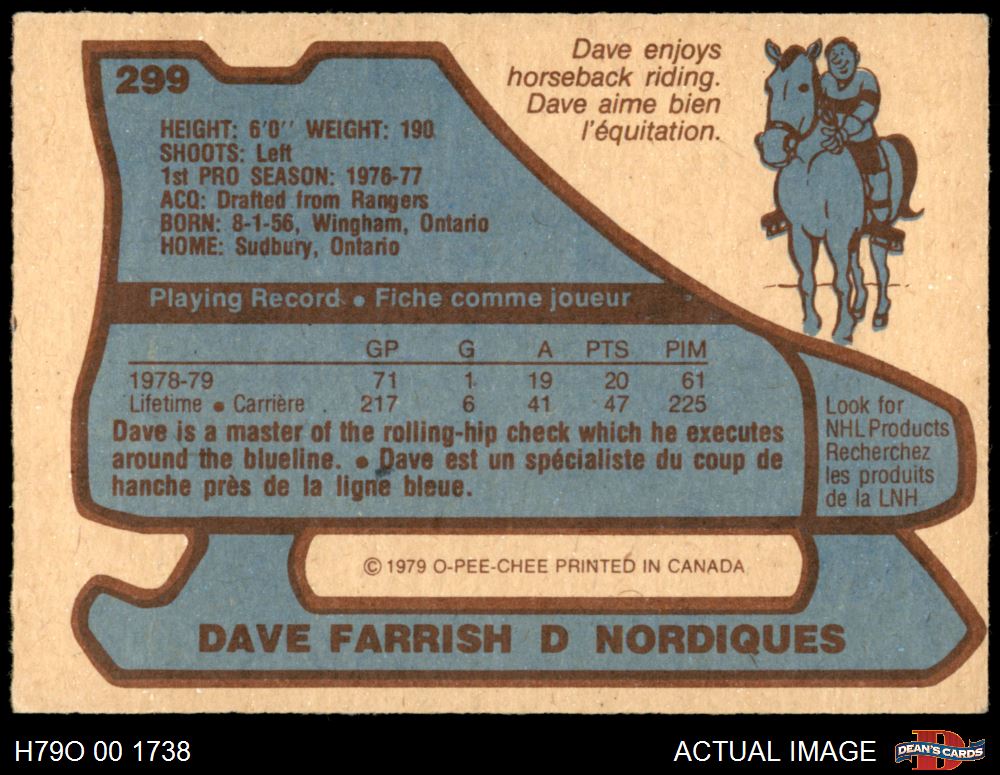 299
Dave enjoys
horseback riding.
Dave aime bien
l'équitation.
HEIGHT: 6'0'' WEIGHT: 190
SHOOTS: Left
1st PRO SEASON: 1976-77
ACQ: Drafted from Rangers
BORN: 8-1-56, Wingham, Ontario
HOME: Sudbury, Ontario
Playing Record • Fiche comme joueur
GP G A PTS PIM
1978-79 71 1 19 20 61
Lifetime • Carrière 217 6 41 47 225
Dave is a master of the rolling-hip check which he executes
around the blueline. • Dave est un spécialiste du coup de
hanche près de la ligne bleue.
Look for
NHL Products
Recherchez
les produits
de la LNH
© 1979 O-PEE-CHEE PRINTED IN CANADA
DAVE FARRISH D NORDIQUES
H79O 00 1738
ACTUAL IMAGE
DEAN'S CARDS